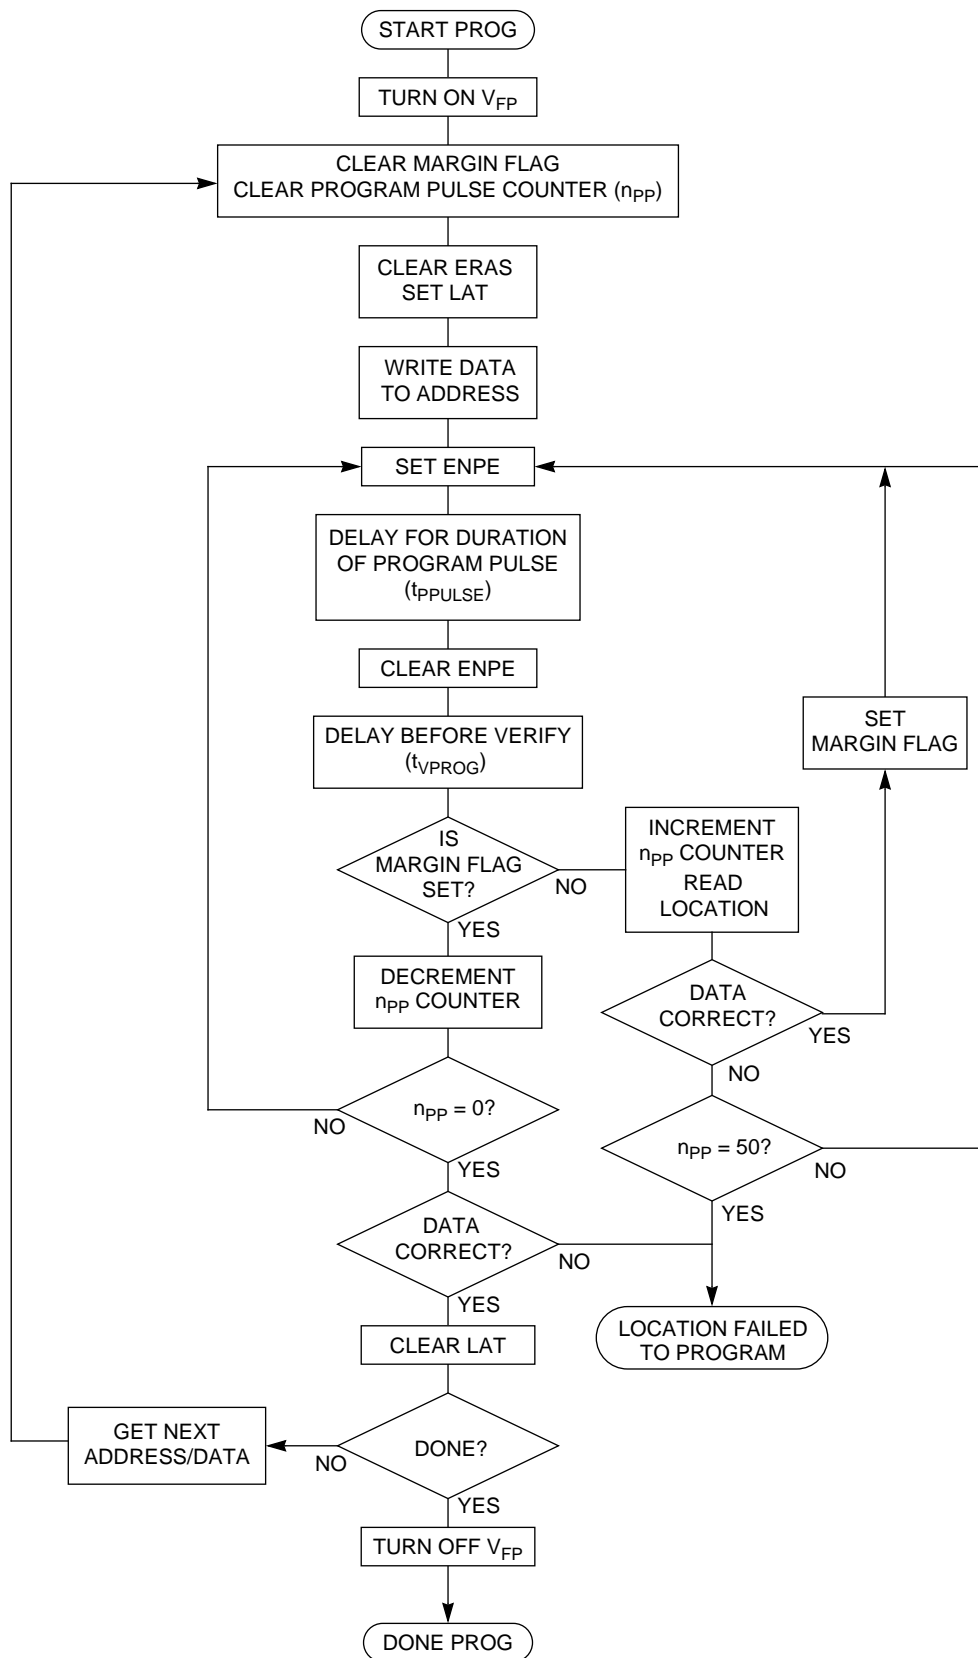 START PROG
TURN ON VFP
CLEAR MARGIN FLAG
CLEAR PROGRAM PULSE COUNTER (nPP)
CLEAR ERAS
SET LAT
WRITE DATA
TO ADDRESS
SET ENPE
DELAY FOR DURATION
OF PROGRAM PULSE
(tPPULSE)
CLEAR ENPE
DELAY BEFORE VERIFY
(tVPROG)
SET
MARGIN FLAG
IS
MARGIN FLAG
SET?
NO
YES
INCREMENT
nPP COUNTER
READ
LOCATION
DECREMENT
nPP COUNTER
DATA
CORRECT?
YES
NO
nPP = 0?
NO
YES
nPP = 50?
NO
YES
DATA
CORRECT?
NO
YES
LOCATION FAILED
TO PROGRAM
CLEAR LAT
GET NEXT
ADDRESS/DATA
DONE?
NO
YES
TURN OFF VFP
DONE PROG